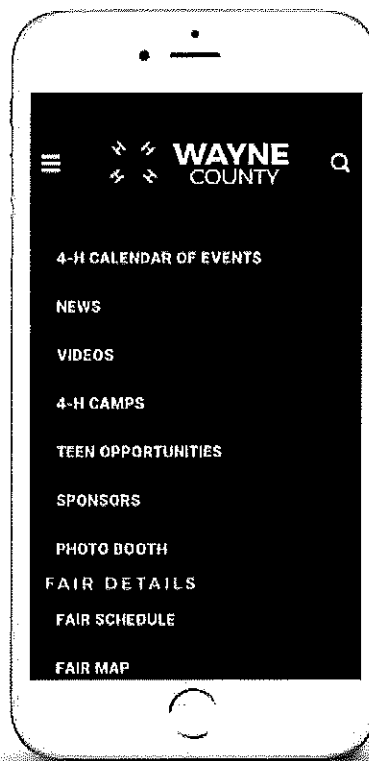 WAYNE
COUNTY
4-H CALENDAR OF EVENTS
NEWS
VIDEOS
4-H CAMPS
TEEN OPPORTUNITIES
SPONSORS
PHOTO BOOTH
FAIR DETAILS
FAIR SCHEDULE
FAIR MAP